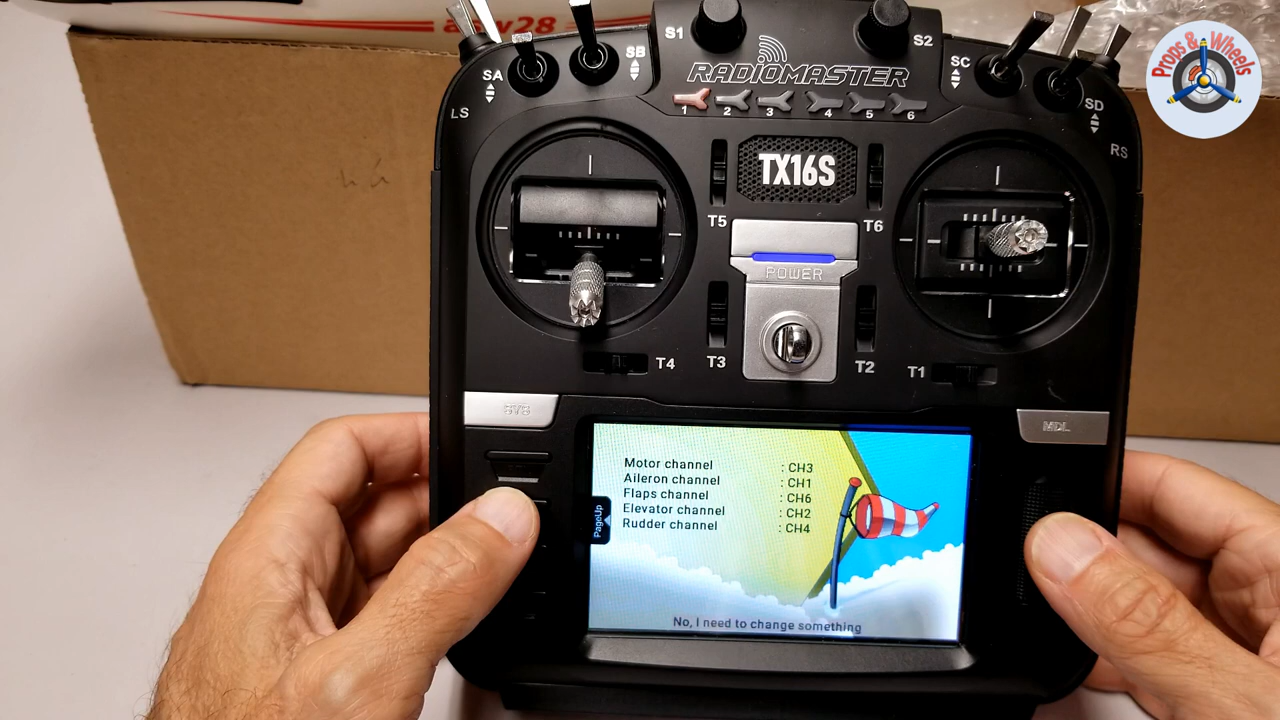 Props & Wheels
S1
S2
SA
SB
SC
SD
LS
RS
RADIOMASTER
1 2 3 4 5 6
TX16S
T5
T6
POWER
T4
T3
T2
T1
SYS
MDL
Motor channel : CH3
Aileron channel : CH1
Flaps channel : CH6
Elevator channel : CH2
Rudder channel : CH4
PageUp
No, I need to change something